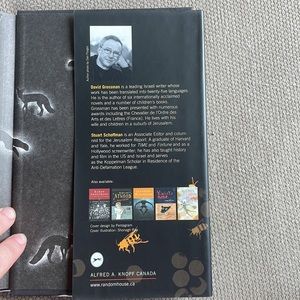 David Grossman is a leading Israeli writer whose
work has been translated into twenty-five languages.
He is the author of six internationally acclaimed
novels and a number of children's books.
Grossman has been presented with numerous
awards including the Chevalier de l'Ordre des
Arts et des Lettres (France). He lives with his
wife and children in a suburb of Jerusalem.
Stuart Schoffman is an Associate Editor and colum-
nist for the Jerusalem Report. A graduate of Harvard
and Yale, he worked for TIME and Fortune and as a
Hollywood screenwriter; he has also taught history
and film in the US and Israel and serves
as the Koppelman Scholar in Residence of the
Anti-Defamation League.
Also available:
Cover design by Pentagram
Cover illustration:
ALFRED A. KNOPF CANADA
www.randomhouse.ca